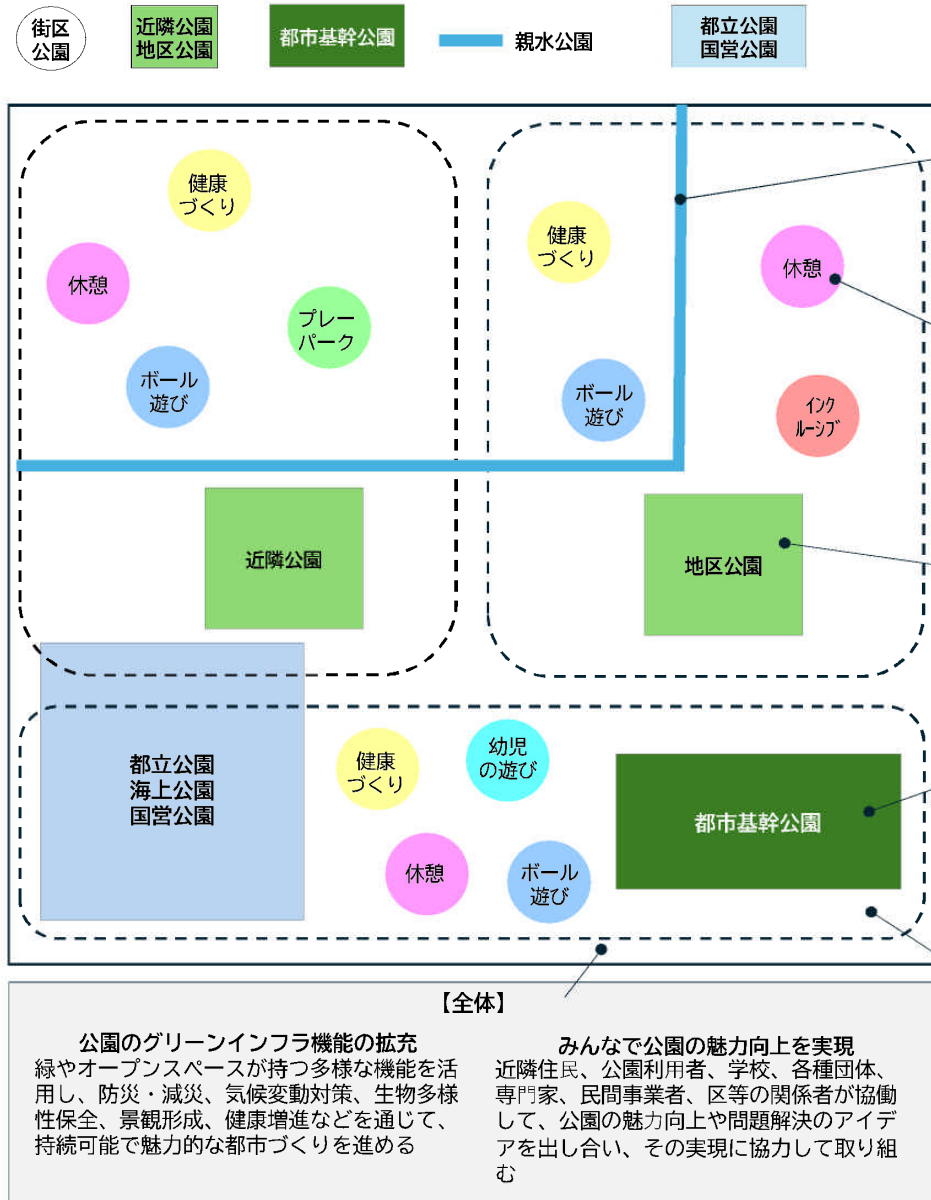 街区
公園
近隣公園
地区公園
都市基幹公園
親水公園
都立公園
国営公園
健康
づくり
休憩
プレー
パーク
ボール
遊び
健康
づくり
休憩
ボール
遊び
インク
ルーシブ
近隣公園
地区公園
都立公園
海上公園
国営公園
健康
づくり
幼児
の遊び
休憩
ボール
遊び
都市基幹公園
【全体】
公園のグリーンインフラ機能の拡充
緑やオープンスペースが持つ多様な機能を活
用し、防災・減災、気候変動対策、生物多様
性保全、景観形成、健康増進などを通じて、
持続可能で魅力的な都市づくりを進める
みんなで公園の魅力向上を実現
近隣住民、公園利用者、学校、各種団体、
専門家、民間事業者、区等の関係者が協働
して、公園の魅力向上や問題解決のアイデ
アを出し合い、その実現に協力して取り組
む